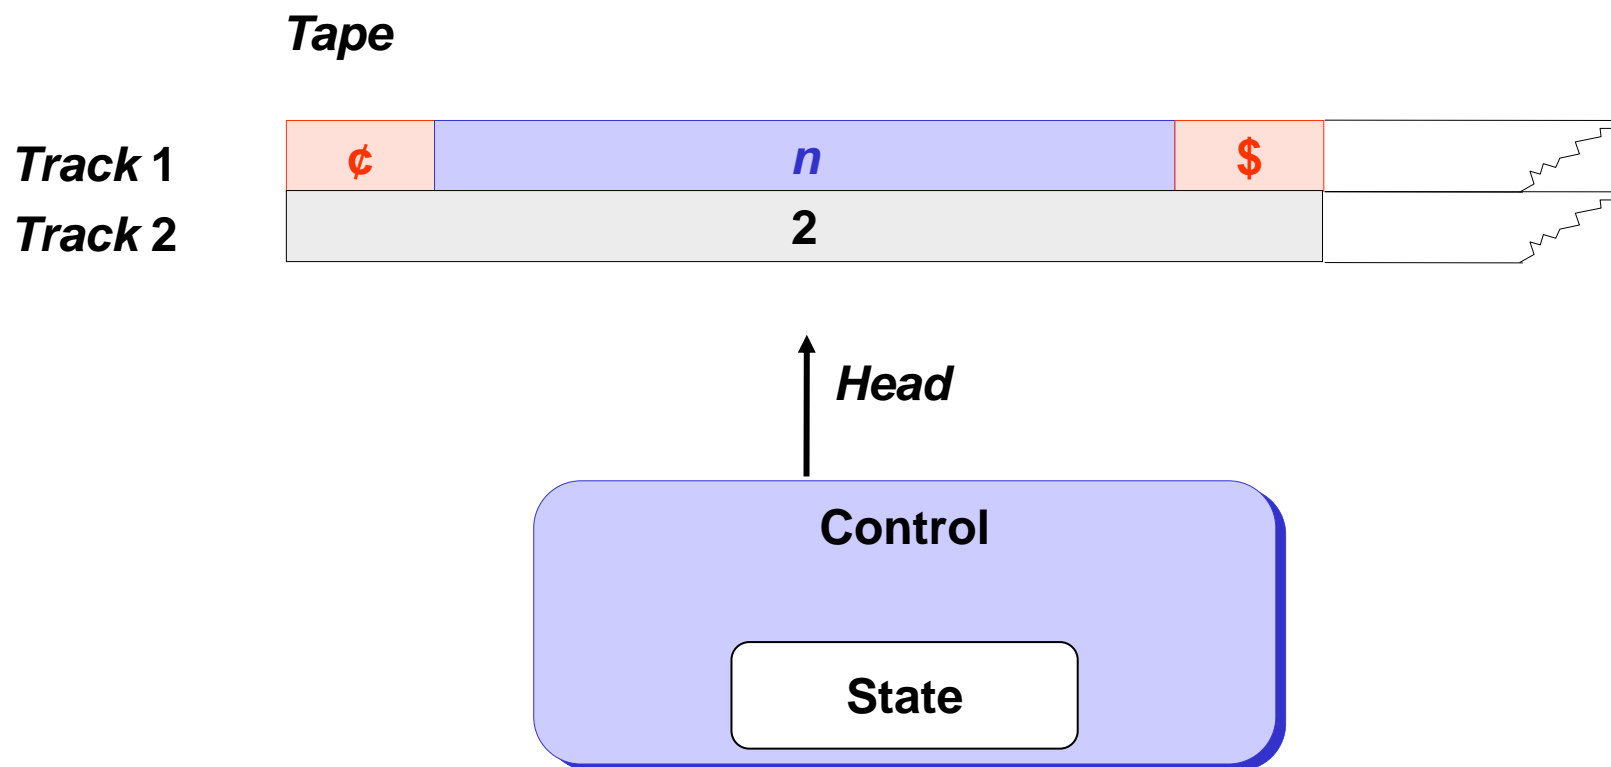 Tape
Track 1 ¢ n $
Track 2 2
Head
Control
State